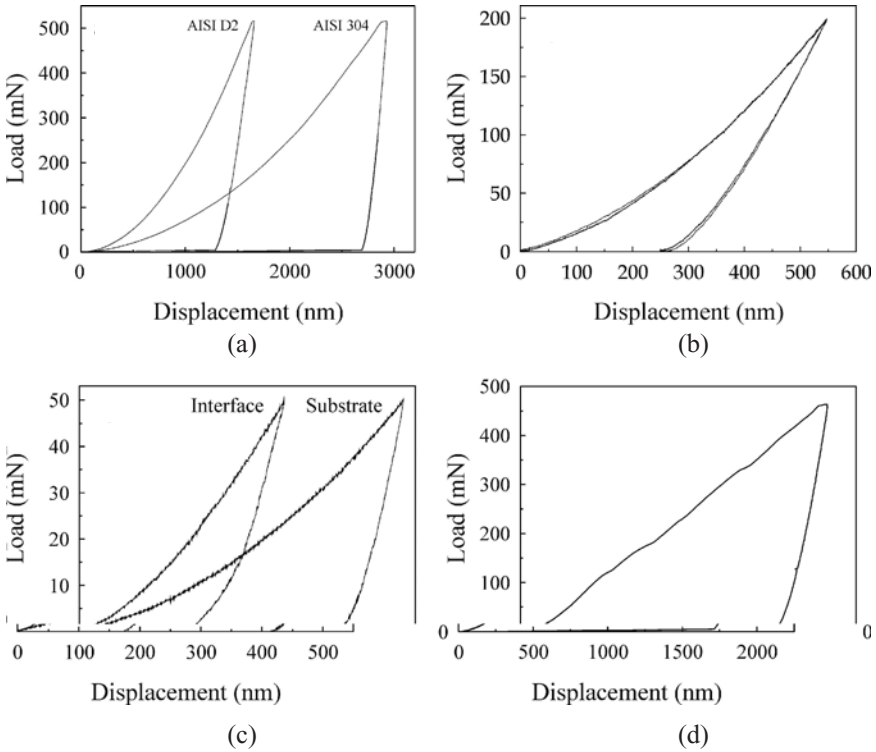 AISI D2 AISI 304
500
400
300
200
100
0
Load (mN)
0 1000 2000 3000
Displacement (nm)
(a)
200
150
100
50
0
Load (mN)
0 100 200 300 400 500 600
Displacement (nm)
(b)
Interface Substrate
50
40
30
20
10
0
Load (mN)
0 100 200 300 400 500
Displacement (nm)
(c)
500
400
300
200
100
0
Load (mN)
0 500 1000 1500 2000
0
Displacement (nm)
(d)